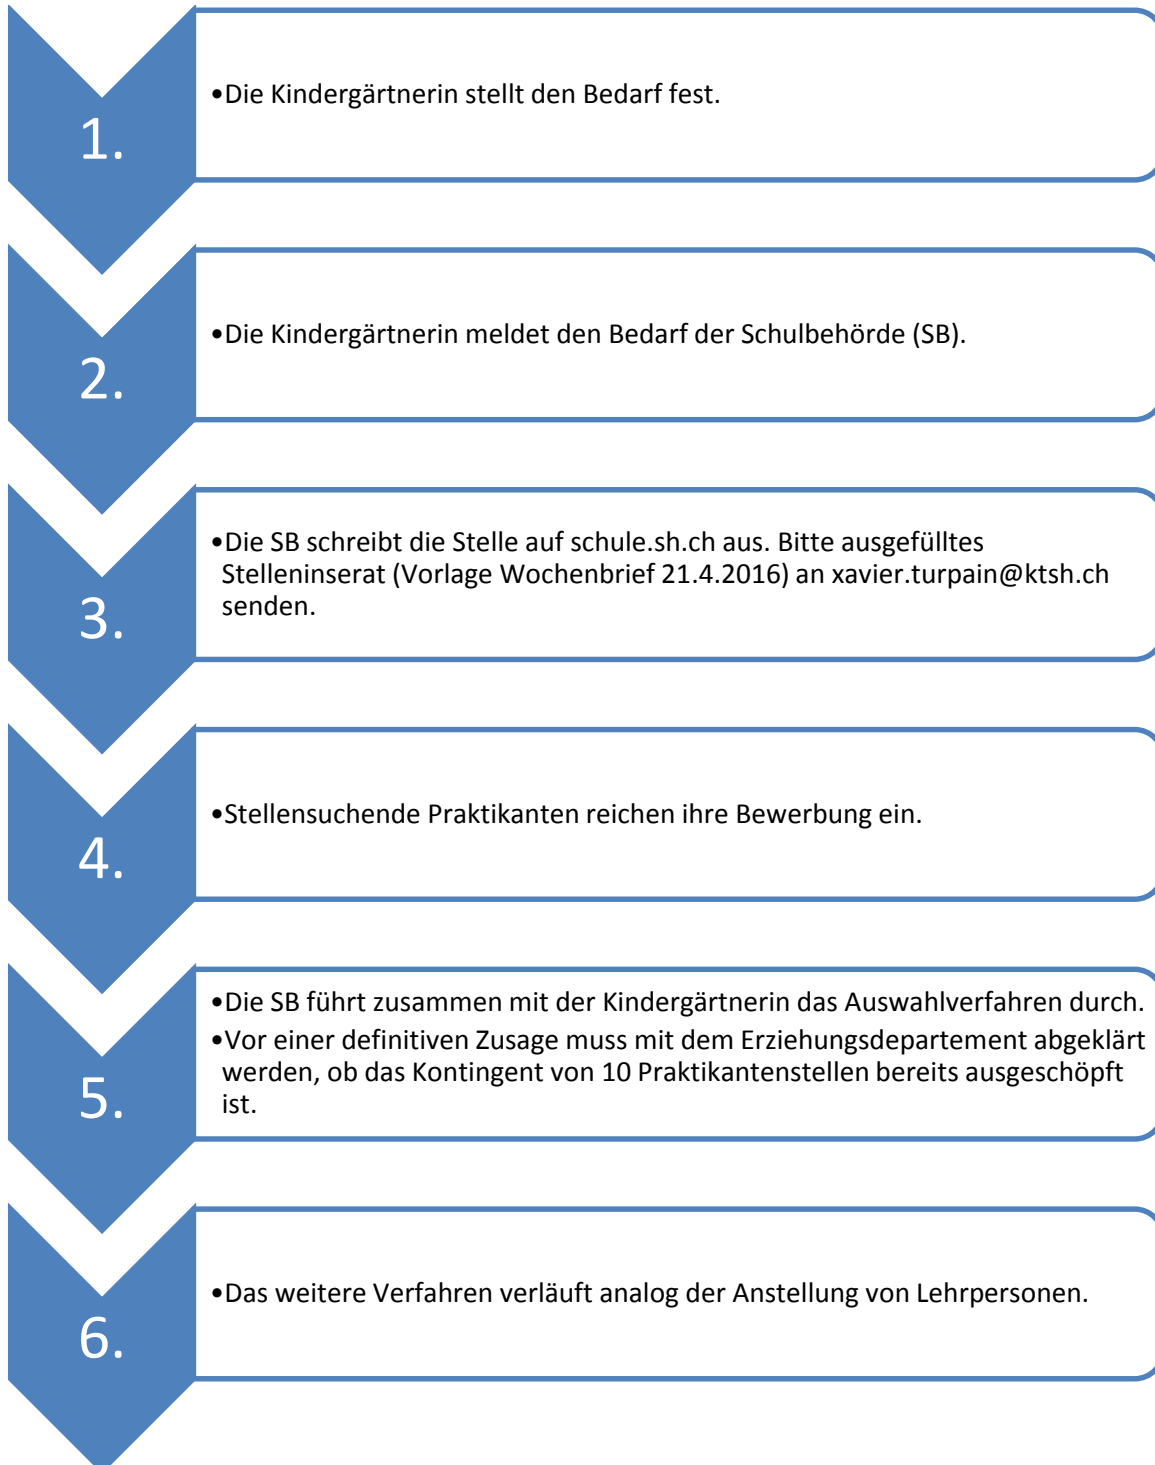 1.
•Die Kindergärtnerin stellt den Bedarf fest.
2.
•Die Kindergärtnerin meldet den Bedarf der Schulbehörde (SB).
3.
•Die SB schreibt die Stelle auf schule.sh.ch aus. Bitte ausgefülltes
Stelleninserat (Vorlage Wochenbrief 21.4.2016) an xavier.turpain@ktsh.ch
senden.
4.
•Stellensuchende Praktikanten reichen ihre Bewerbung ein.
5.
•Die SB führt zusammen mit der Kindergärtnerin das Auswahlverfahren durch.
•Vor einer definitiven Zusage muss mit dem Erziehungsdepartement abgeklärt
werden, ob das Kontingent von 10 Praktikantenstellen bereits ausgeschöpft
ist.
6.
•Das weitere Verfahren verläuft analog der Anstellung von Lehrpersonen.